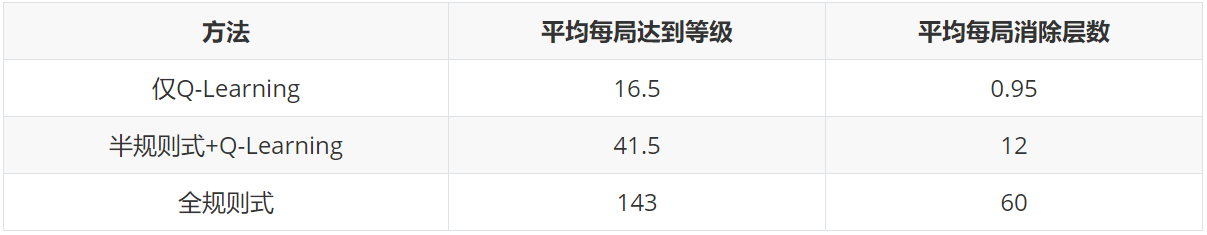 方法 平均每局达到等级 平均每局消除层数
仅Q-Learning 16.5 0.95
半规则式+Q-Learning 41.5 12
全规则式 143 60